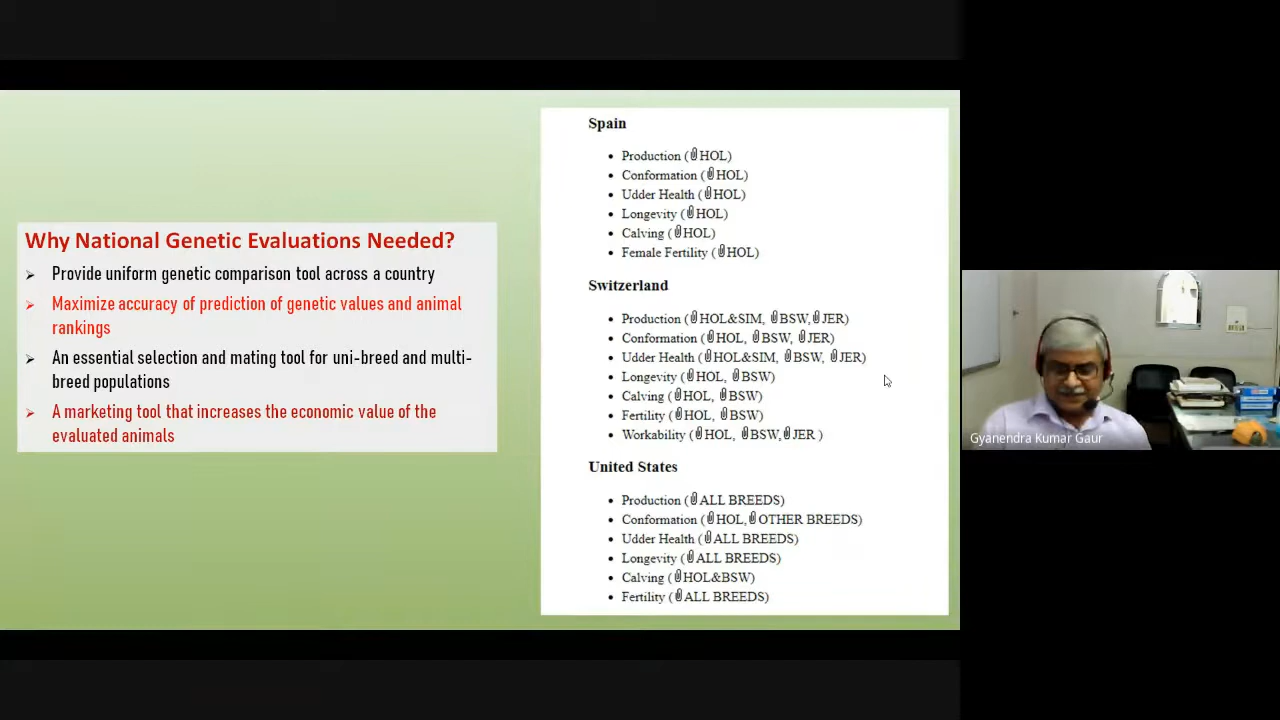 Why National Genetic Evaluations Needed?
➢ Provide uniform genetic comparison tool across a country
➢ Maximize accuracy of prediction of genetic values and animal
rankings
➢ An essential selection and mating tool for uni-breed and multi-
breed populations
➢ A marketing tool that increases the economic value of the
evaluated animals
Spain
• Production (HOL)
• Conformation (HOL)
• Udder Health (HOL)
• Longevity (HOL)
• Calving (HOL)
• Female Fertility (HOL)
Switzerland
• Production (HOL&SIM, BSW,JER)
• Conformation (HOL, BSW, JER)
• Udder Health (HOL&SIM, BSW, JER)
• Longevity (HOL, BSW)
• Calving (HOL, BSW)
• Fertility (HOL, BSW)
• Workability (HOL, BSW,JER )
United States
• Production (ALL BREEDS)
• Conformation (HOL,OTHER BREEDS)
• Udder Health (ALL BREEDS)
• Longevity (ALL BREEDS)
• Calving (HOL&BSW)
• Fertility (ALL BREEDS)
Gyanendra Kumar Gaur